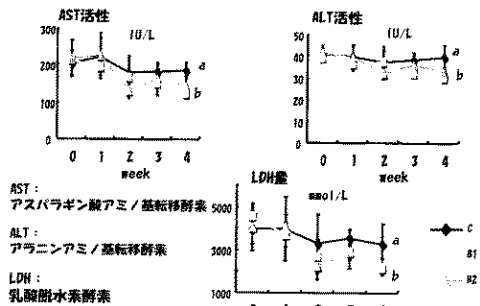 AST活性
IU/L
300
200
100
0
a
b
0 1 2 3 4
week
ALT活性
IU/L
50
40
30
20
10
0
a
b
0 1 2 3 4
week
AST：
アスパラギン酸アミノ基転移酵素
ALT：
アラニンアミノ基転移酵素
LDH：
乳酸脱水素酵素
LDH量
mmol/L
5000
3000
1000
a
b
C
B1
B2